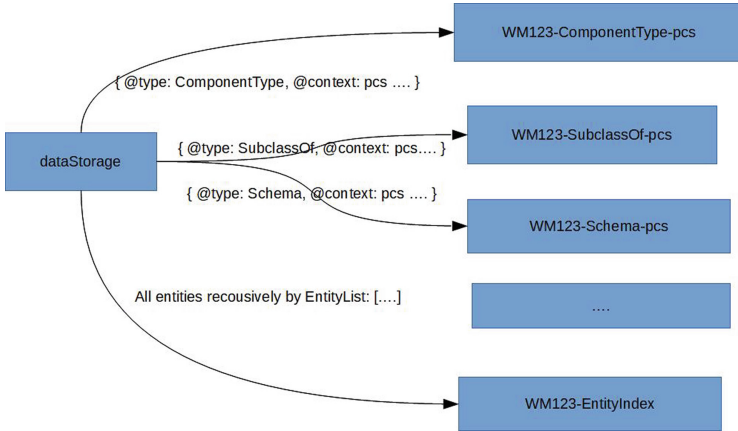 WM123-ComponentType-pcs
{ @type: ComponentType, @context: pcs .... }
WM123-SubclassOf-pcs
{ @type: SubclassOf, @context: pcs.... }
dataStorage
{ @type: Schema, @context: pcs .... }
WM123-Schema-pcs
All entities recousively by EntityList: [....]
....
WM123-EntityIndex